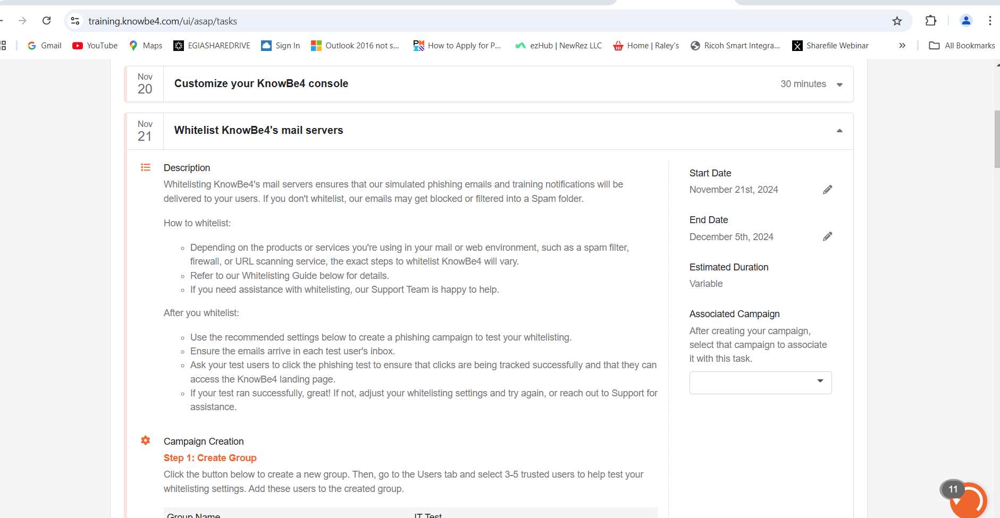 training.knowbe4.com/ui/asap/tasks
Gmail YouTube Maps EGIASHAREDRIVE Sign In Outlook 2016 not s... How to Apply for P... ezHub | NewRez LLC Home | Raley's Ricoh Smart Integra... Sharefile Webinar » All Bookmarks
Nov
20
Customize your KnowBe4 console
30 minutes
Nov
21
Whitelist KnowBe4's mail servers
Description
Whitelisting KnowBe4's mail servers ensures that our simulated phishing emails and training notifications will be
delivered to your users. If you don't whitelist, our emails may get blocked or filtered into a Spam folder.
How to whitelist:
Depending on the products or services you're using in your mail or web environment, such as a spam filter,
firewall, or URL scanning service, the exact steps to whitelist KnowBe4 will vary.
Refer to our Whitelisting Guide below for details.
If you need assistance with whitelisting, our Support Team is happy to help.
After you whitelist:
Use the recommended settings below to create a phishing campaign to test your whitelisting.
Ensure the emails arrive in each test user's inbox.
Ask your test users to click the phishing test to ensure that clicks are being tracked successfully and that they can
access the KnowBe4 landing page.
If your test ran successfully, great! If not, adjust your whitelisting settings and try again, or reach out to Support for
assistance.
Campaign Creation
Step 1: Create Group
Click the button below to create a new group. Then, go to the Users tab and select 3-5 trusted users to help test your
whitelisting settings. Add these users to the created group.
Group Name IT Test
Start Date
November 21st, 2024
End Date
December 5th, 2024
Estimated Duration
Variable
Associated Campaign
After creating your campaign,
select that campaign to associate
it with this task.
11